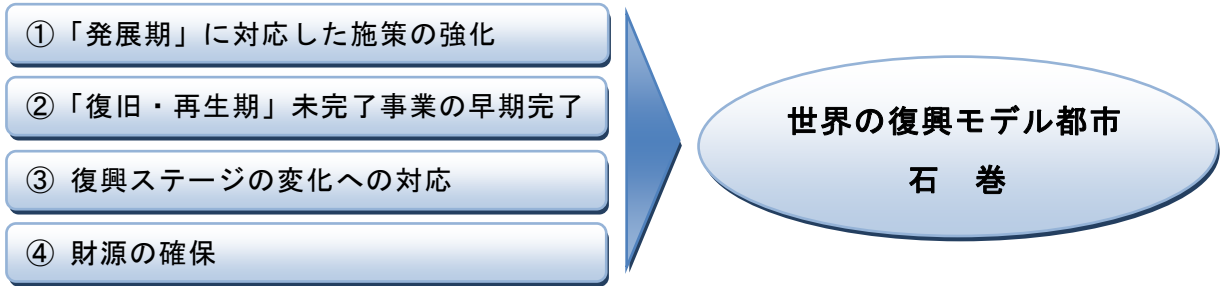 ①「発展期」に対応した施策の強化
②「復旧・再生期」未完了事業の早期完了
③ 復興ステージの変化への対応
④ 財源の確保
世界の復興モデル都市
石　巻